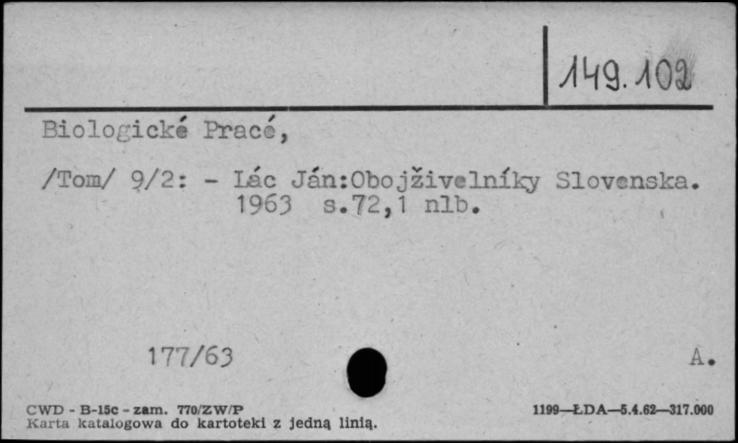 149.102
Biologické Pracé,
/Tom/ 9/2: - Lác Ján:Obojživelníky Slovenska.
1963 s.72,1 nlb.
177/63 A.
CWD - B-15c - zam. 770/ZW/P 1199—ŁDA—5.4.62—317.000
Karta katalogowa do kartoteki z jedną linią.